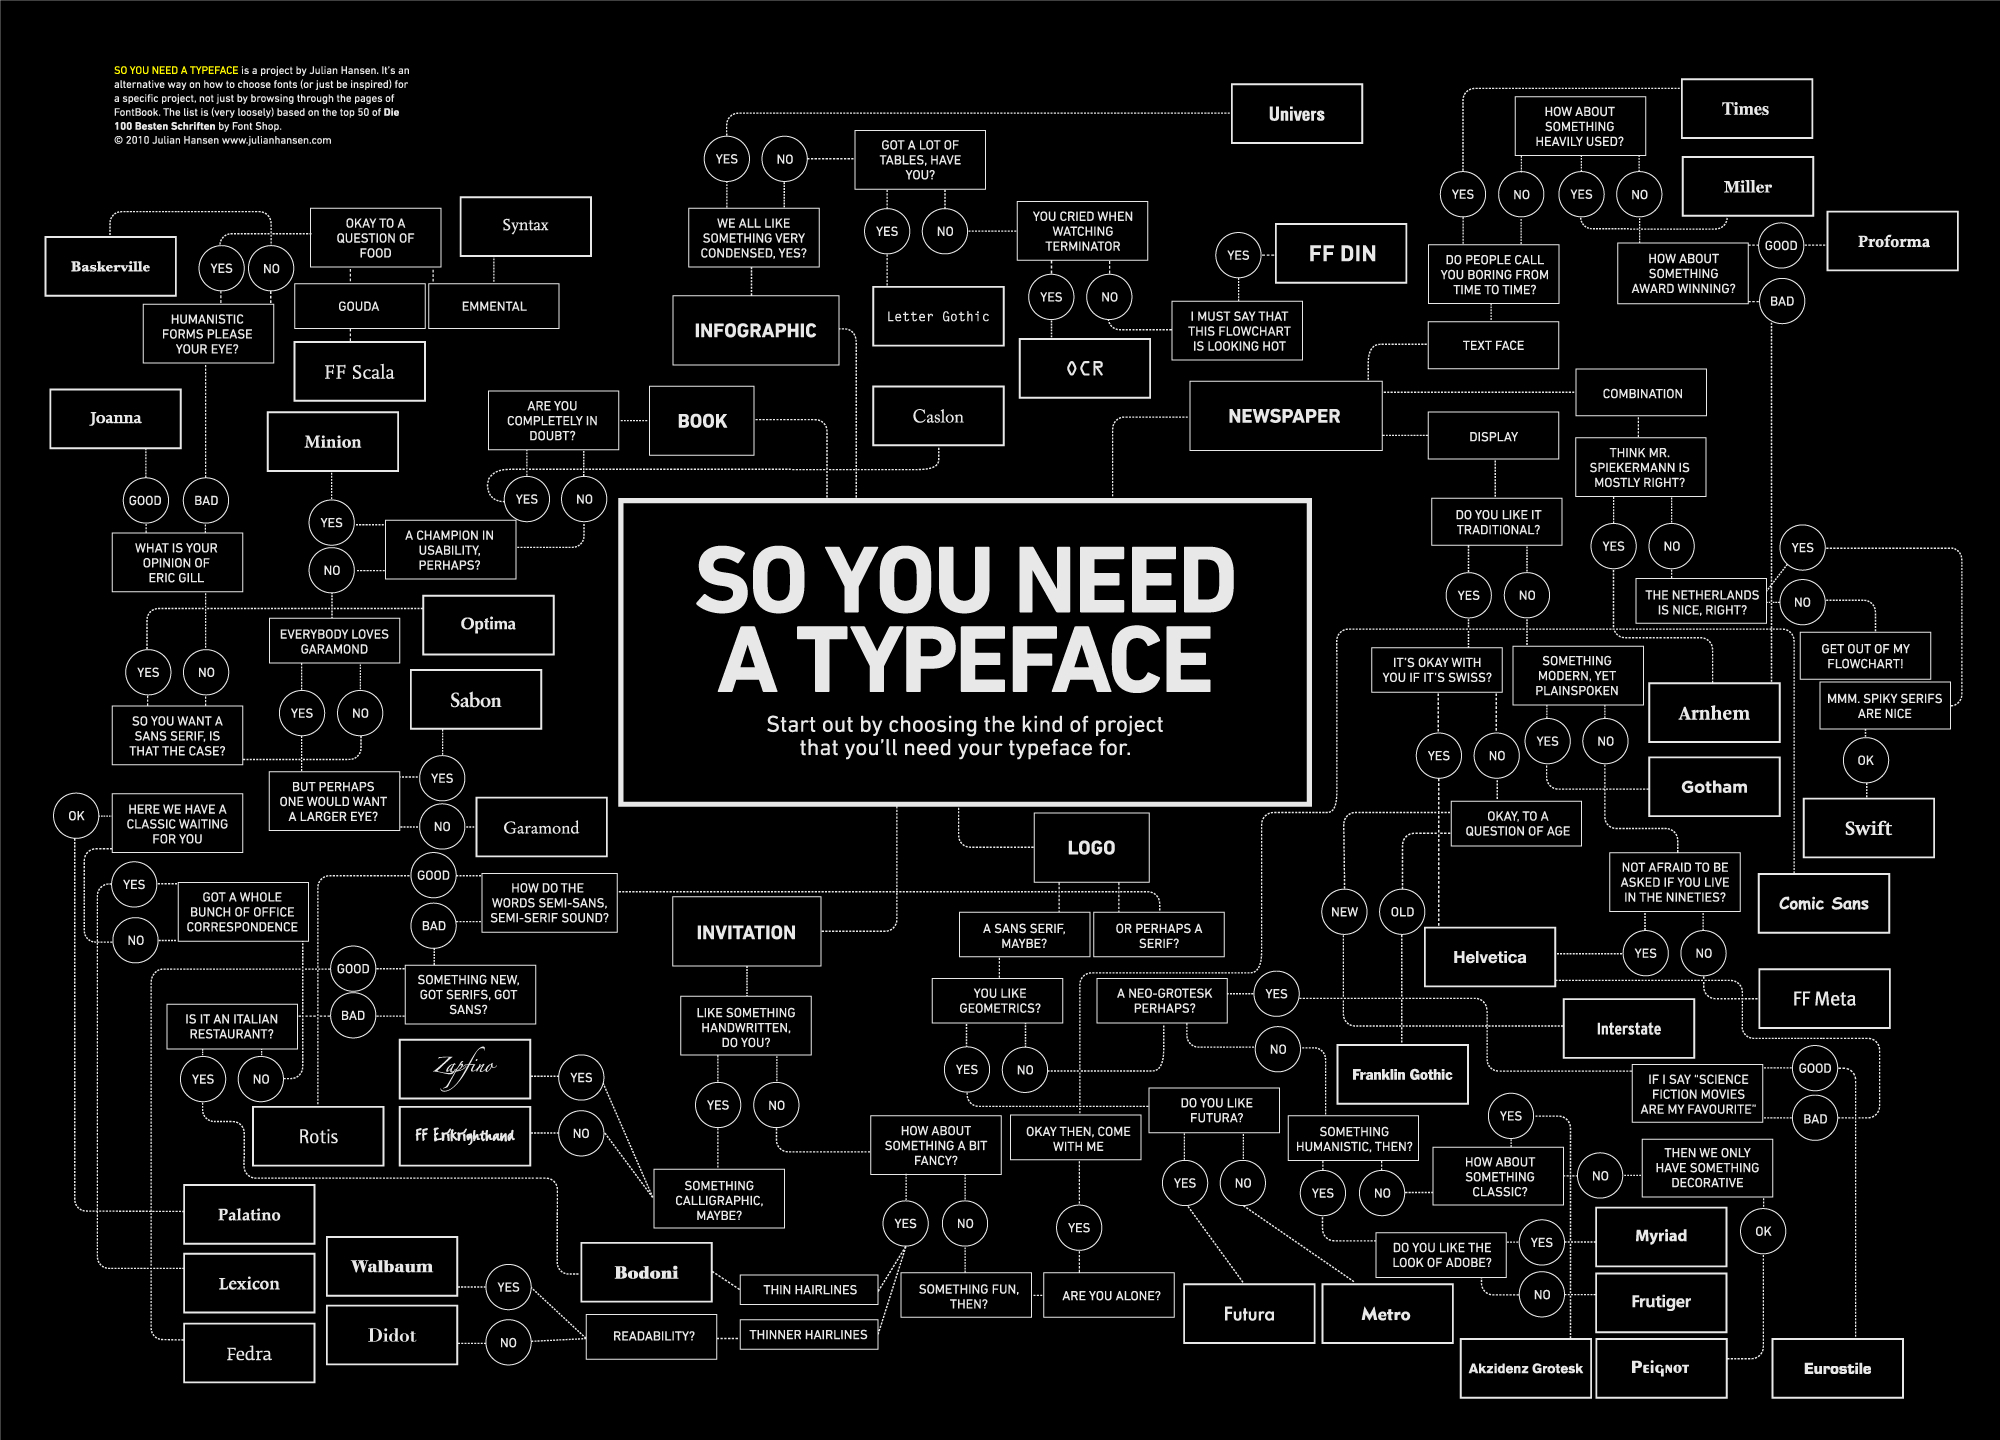 SO YOU NEED A TYPEFACE is a project by Julian Hansen. It's an
alternative way on how to choose fonts (or just be inspired) for
a specific project, not just by browsing through the pages of
FontBook. The list is (very loosely) based on the top 50 of Die
100 Besten Schriften by Font Shop.
© 2010 Julian Hansen www.julianhansen.com
Univers
YES
NO
GOT A LOT OF
TABLES, HAVE
YOU?
WE ALL LIKE
SOMETHING VERY
CONDENSED, YES?
YES
NO
YOU CRIED WHEN
WATCHING
TERMINATOR
INFOGRAPHIC
Letter Gothic
YES
NO
OCR
YES
FF DIN
I MUST SAY THAT
THIS FLOWCHART
IS LOOKING HOT
HOW ABOUT
SOMETHING
HEAVILY USED?
Times
YES
NO
YES
NO
Miller
DO PEOPLE CALL
YOU BORING FROM
TIME TO TIME?
HOW ABOUT
SOMETHING
AWARD WINNING?
GOOD
Proforma
BAD
TEXT FACE
NEWSPAPER
COMBINATION
DISPLAY
THINK MR.
SPIEKERMANN IS
MOSTLY RIGHT?
DO YOU LIKE IT
TRADITIONAL?
YES
NO
YES
NO
THE NETHERLANDS
IS NICE, RIGHT?
YES
NO
GET OUT OF MY
FLOWCHART!
MMM. SPIKY SERIFS
ARE NICE
OK
Swift
IT'S OKAY WITH
YOU IF IT'S SWISS?
SOMETHING
MODERN, YET
PLAINSPOKEN
Arnhem
YES
NO
YES
NO
Gotham
OKAY, TO A
QUESTION OF AGE
NOT AFRAID TO BE
ASKED IF YOU LIVE
IN THE NINETIES?
Comic Sans
NEW
OLD
Helvetica
YES
NO
FF Meta
Interstate
Franklin Gothic
Baskerville
YES
NO
OKAY TO A
QUESTION OF
FOOD
Syntax
GOUDA
EMMENTAL
HUMANISTIC
FORMS PLEASE
YOUR EYE?
FF Scala
Joanna
Minion
ARE YOU
COMPLETELY IN
DOUBT?
BOOK
Caslon
GOOD
BAD
YES
NO
YES
NO
A CHAMPION IN
USABILITY,
PERHAPS?
WHAT IS YOUR
OPINION OF
ERIC GILL
Optima
EVERYBODY LOVES
GARAMOND
YES
NO
Sabon
YES
NO
SO YOU WANT A
SANS SERIF, IS
THAT THE CASE?
BUT PERHAPS
ONE WOULD WANT
A LARGER EYE?
YES
NO
Garamond
SO YOU NEED
A TYPEFACE
Start out by choosing the kind of project
that you'll need your typeface for.
OK
HERE WE HAVE A
CLASSIC WAITING
FOR YOU
YES
NO
GOT A WHOLE
BUNCH OF OFFICE
CORRESPONDENCE
GOOD
BAD
HOW DO THE
WORDS SEMI-SANS,
SEMI-SERIF SOUND?
GOOD
BAD
SOMETHING NEW,
GOT SERIFS, GOT
SANS?
IS IT AN ITALIAN
RESTAURANT?
YES
NO
Rotis
Zapfino
YES
FF Erikrighthand
NO
Palatino
Lexicon
Fedra
Walbaum
YES
Didot
NO
INVITATION
LIKE SOMETHING
HANDWRITTEN,
DO YOU?
YES
NO
SOMETHING
CALLIGRAPHIC,
MAYBE?
HOW ABOUT
SOMETHING A BIT
FANCY?
YES
NO
Bodoni
THIN HAIRLINES
READABILITY?
THINNER HAIRLINES
SOMETHING FUN,
THEN?
ARE YOU ALONE?
YES
OKAY THEN, COME
WITH ME
LOGO
A SANS SERIF,
MAYBE?
OR PERHAPS A
SERIF?
YOU LIKE
GEOMETRICS?
YES
NO
A NEO-GROTESK
PERHAPS?
YES
NO
DO YOU LIKE
FUTURA?
YES
NO
Futura
Metro
SOMETHING
HUMANISTIC, THEN?
YES
NO
YES
HOW ABOUT
SOMETHING
CLASSIC?
NO
THEN WE ONLY
HAVE SOMETHING
DECORATIVE
OK
IF I SAY “SCIENCE
FICTION MOVIES
ARE MY FAVOURITE”
GOOD
BAD
DO YOU LIKE THE
LOOK OF ADOBE?
YES
NO
Myriad
Frutiger
Akzidenz Grotesk
Peignot
Eurostile